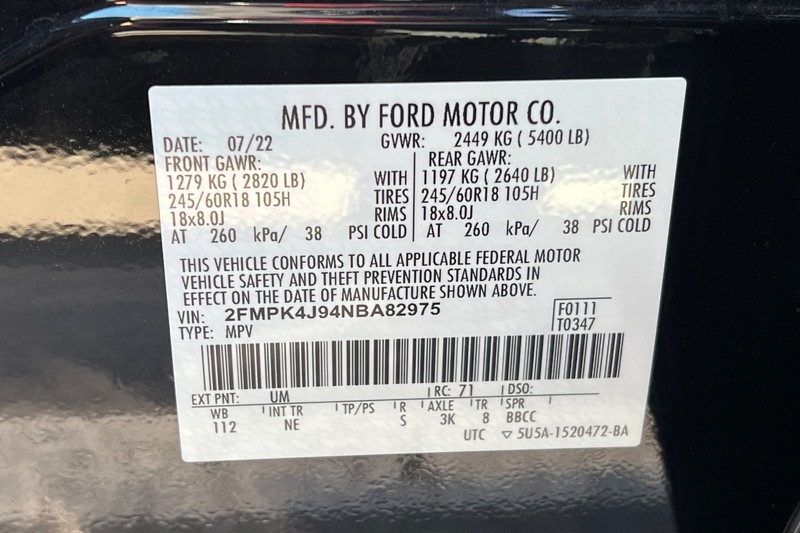 MFD. BY FORD MOTOR CO.
DATE: 07/22 GVWR: 2449 KG ( 5400 LB)
FRONT GAWR: REAR GAWR:
1279 KG ( 2820 LB) WITH 1197 KG ( 2640 LB) WITH
245/60R18 105H TIRES 245/60R18 105H TIRES
18x8.0J RIMS 18x8.0J RIMS
AT 260 kPa/ 38 PSI COLD AT 260 kPa/ 38 PSI COLD
THIS VEHICLE CONFORMS TO ALL APPLICABLE FEDERAL MOTOR
VEHICLE SAFETY AND THEFT PREVENTION STANDARDS IN
EFFECT ON THE DATE OF MANUFACTURE SHOWN ABOVE.
VIN: 2FMPK4J94NBA82975 F0111
TYPE: MPV T0347
EXT PNT: UM RC: 71 DSO:
WB INT TR TP/PS R AXLE TR SPR
112 NE S 3K 8 BBCC
UTC ▽ 5U5A-1520472-BA